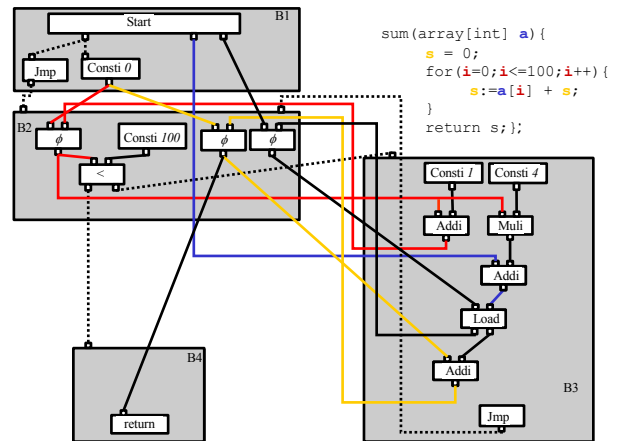 B1
Start
Jmp
Consti 0
sum(array[int] a){
s = 0;
for(i=0;i<=100;i++){
s:=a[i] + s;
}
return s;};
B2
ϕ
Consti 100
ϕ
ϕ
<
Consti 1
Consti 4
Addi
Muli
Addi
Load
Addi
B3
Jmp
B4
return